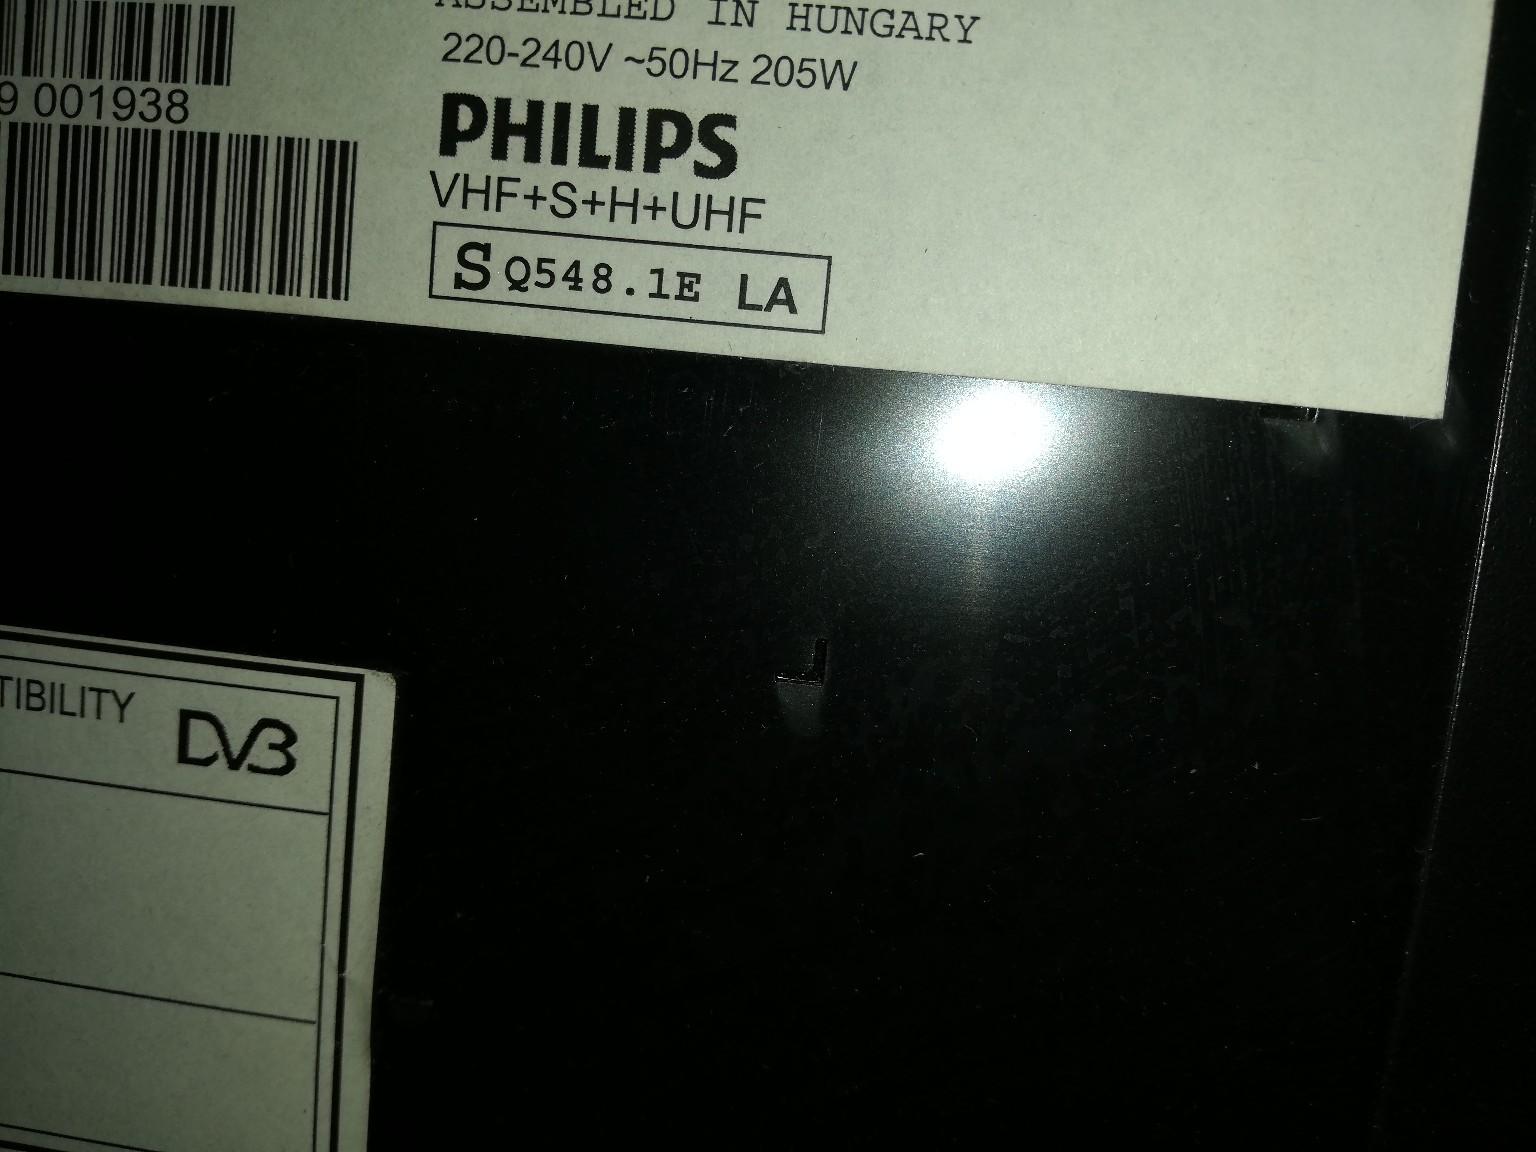 ASSEMBLED IN HUNGARY
220-240V ~50Hz 205W
9 001938
PHILIPS
VHF+S+H+UHF
S Q548.1E LA
TIBILITY
DVB